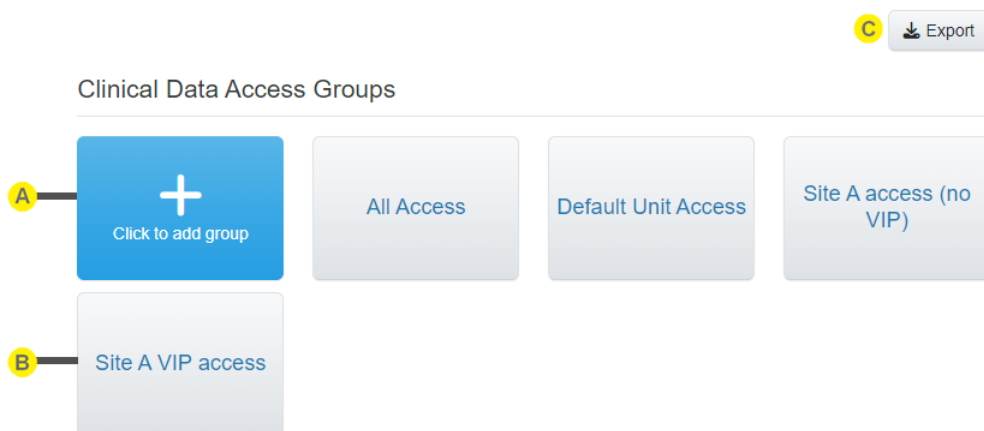 C
Export
Clinical Data Access Groups
A
Click to add group
All Access
Default Unit Access
Site A access (no
VIP)
B
Site A VIP access